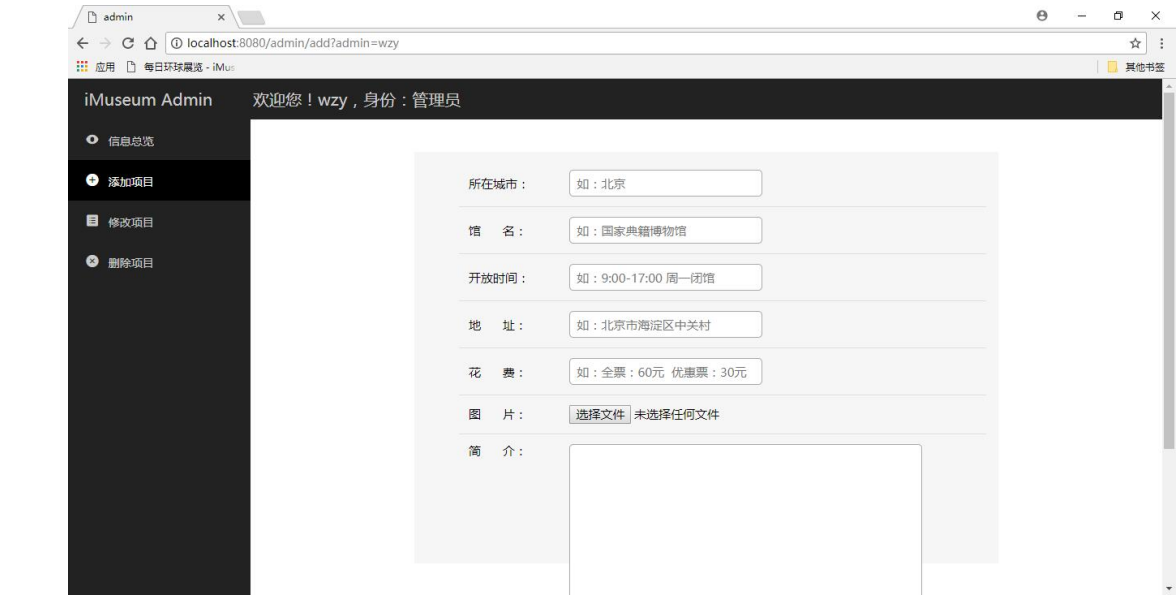 admin
localhost:8080/admin/add?admin=wzy
应用 每日环球展览 - iMus
其他书签
iMuseum Admin 欢迎您！wzy，身份：管理员
信息总览
添加项目
修改项目
删除项目
所在城市： 如：北京
馆 名： 如：国家典籍博物馆
开放时间： 如：9:00-17:00 周一闭馆
地 址： 如：北京市海淀区中关村
花 费： 如：全票：60元 优惠票：30元
图 片： 选择文件 未选择任何文件
简 介：